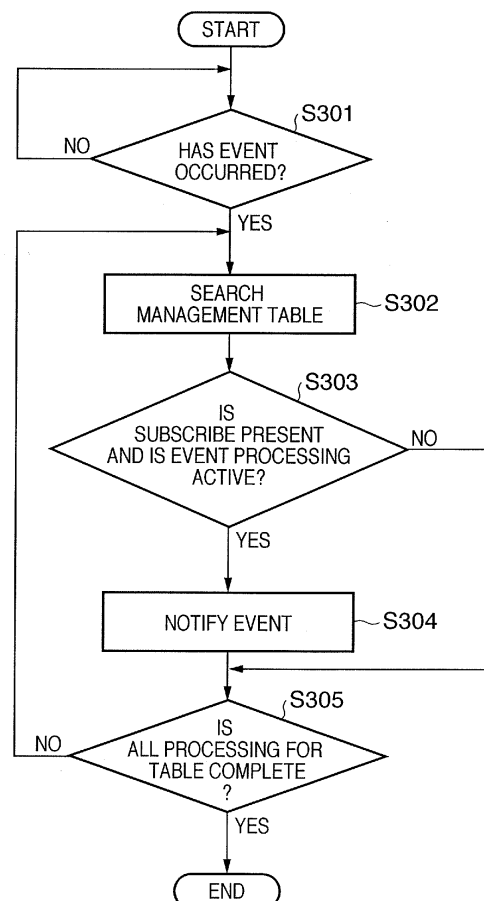 START
S301
NO
HAS EVENT
OCCURRED?
YES
SEARCH
MANAGEMENT TABLE
S302
S303
IS
SUBSCRIBE PRESENT
AND IS EVENT PROCESSING
ACTIVE?
NO
YES
NOTIFY EVENT
S304
S305
NO
IS
ALL PROCESSING FOR
TABLE COMPLETE
?
YES
END